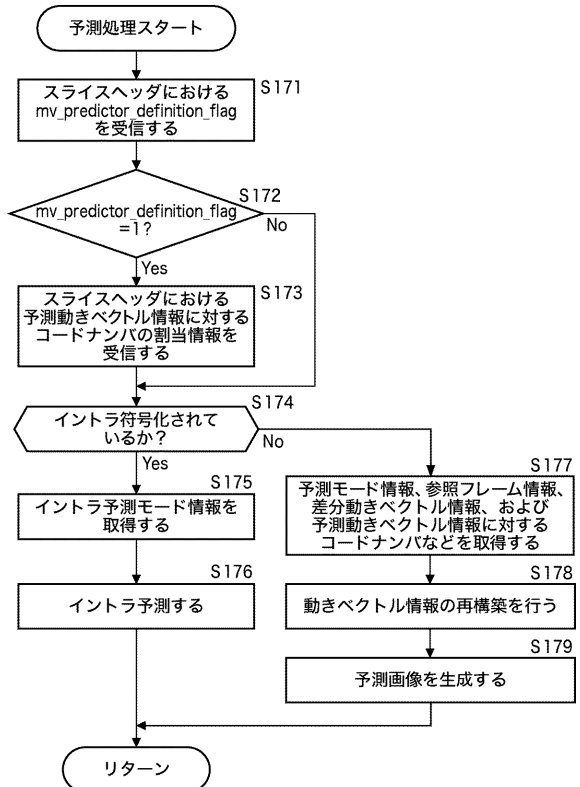 予測処理スタート
S171
スライスヘッダにおける
mv_predictor_definition_flag
を受信する
S172
mv_predictor_definition_flag
=1?
No
Yes
S173
スライスヘッダにおける
予測動きベクトル情報に対する
コードナンバの割当情報を
受信する
S174
イントラ符号化されて
いるか？
No
Yes
S175
イントラ予測モード情報を
取得する
S176
イントラ予測する
S177
予測モード情報、参照フレーム情報、
差分動きベクトル情報、および
予測動きベクトル情報に対する
コードナンバなどを取得する
S178
動きベクトル情報の再構築を行う
S179
予測画像を生成する
リターン